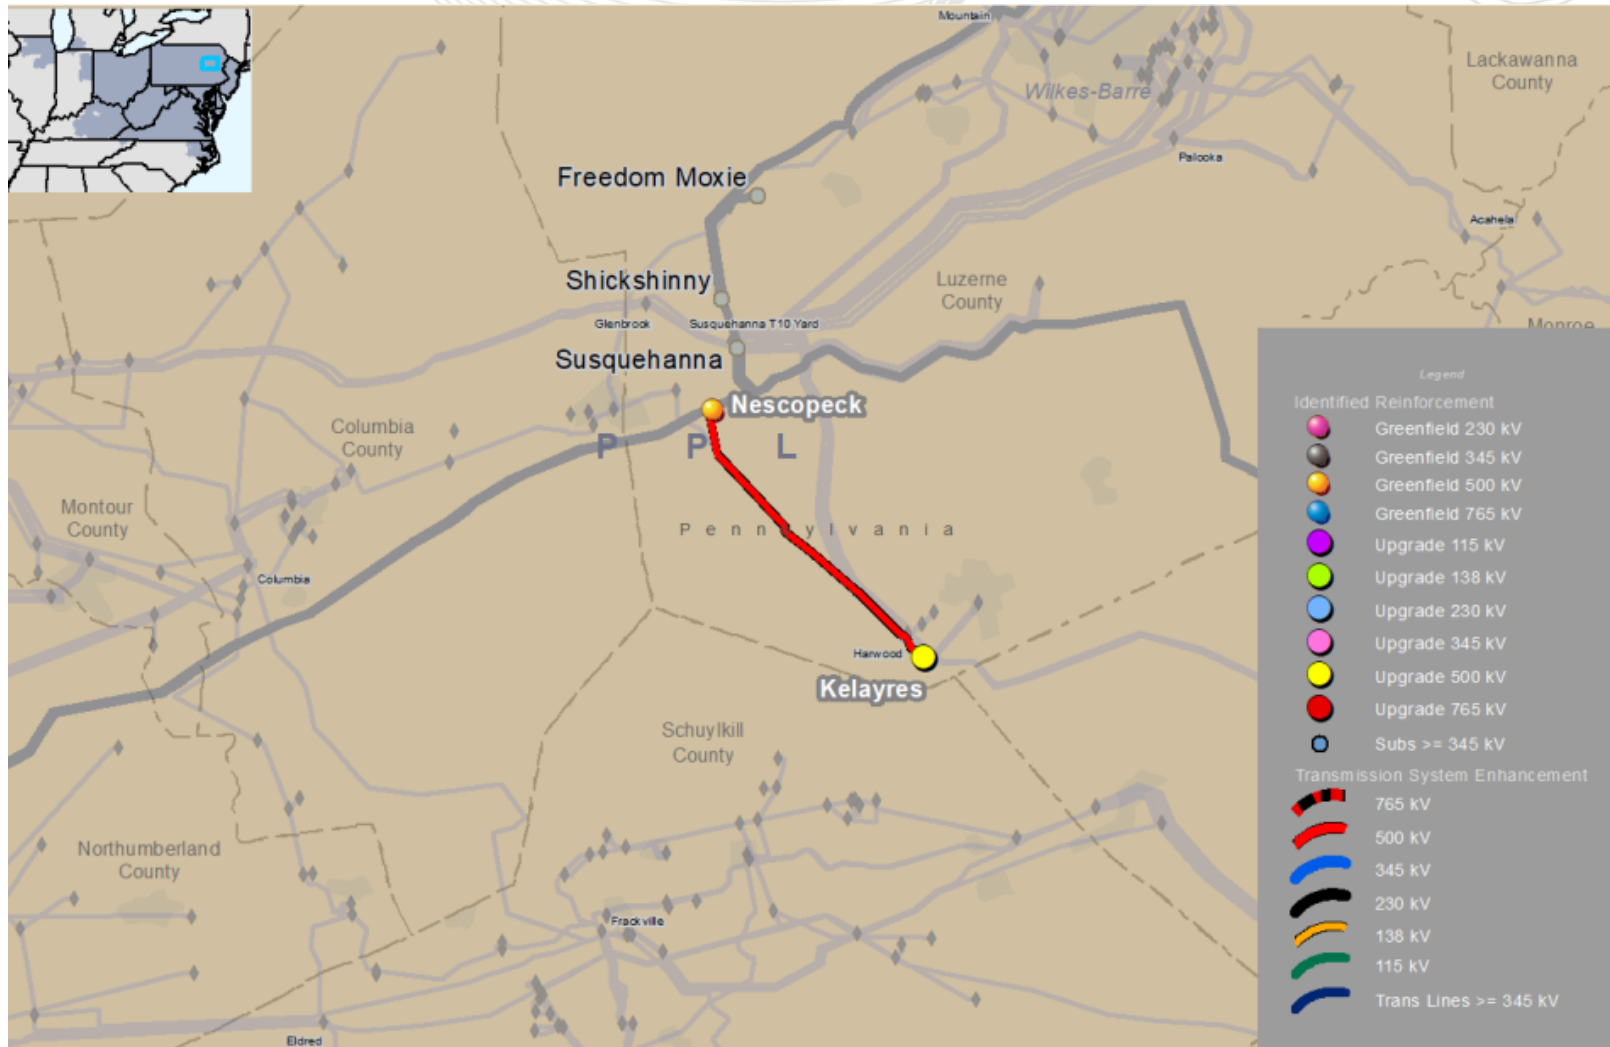 Mountain
Lackawanna
County
Wilkes-Barre
Palooka
Freedom Moxie
Acahela
Shickshinny
Luzerne
County
Glenbrook
Susquehanna T10 Yard
Monroe
Susquehanna
Nescopeck
Columbia
County
P P L
Montour
County
Pennsylvania
Columbia
Harwood
Kelayres
Schuylkill
County
Northumberland
County
Frackville
Eldred
Legend
Identified Reinforcement
Greenfield 230 kV
Greenfield 345 kV
Greenfield 500 kV
Greenfield 765 kV
Upgrade 115 kV
Upgrade 138 kV
Upgrade 230 kV
Upgrade 345 kV
Upgrade 500 kV
Upgrade 765 kV
Subs >= 345 kV
Transmission System Enhancement
765 kV
500 kV
345 kV
230 kV
138 kV
115 kV
Trans Lines >= 345 kV